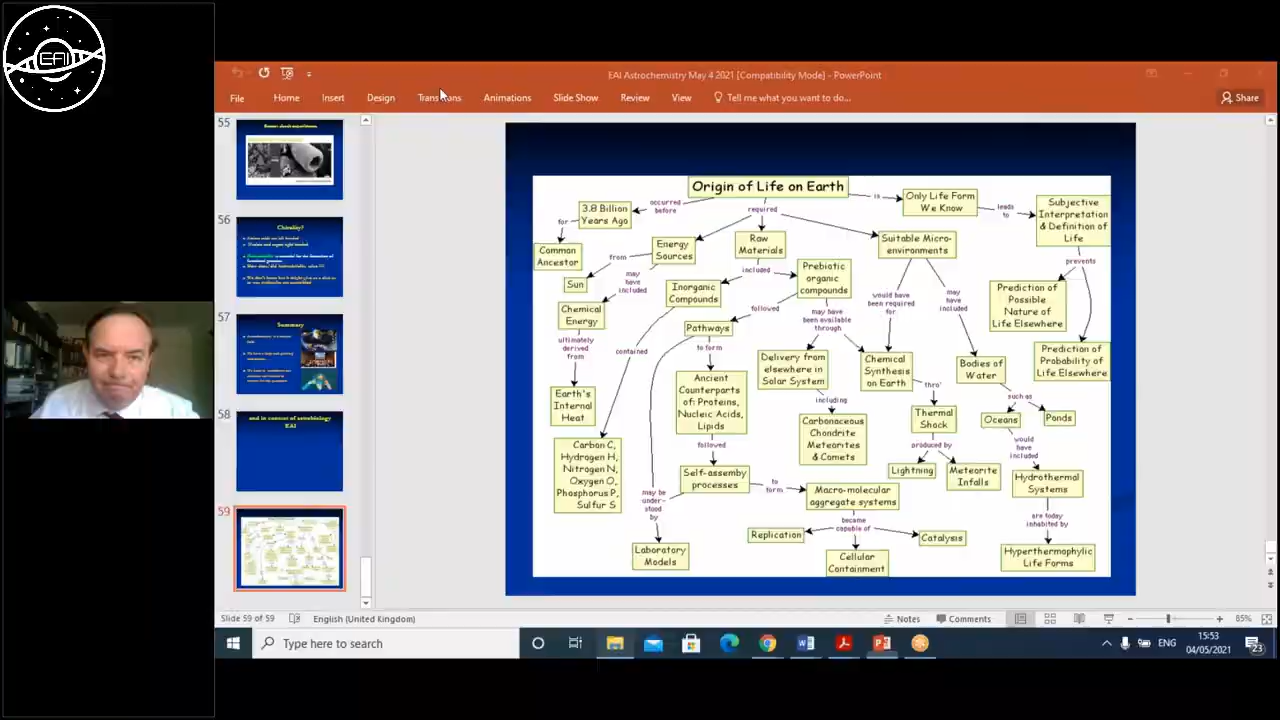 EAI
EAI Astrochemistry May 4 2021 [Compatibility Mode] - PowerPoint
File Home Insert Design Animations Slide Show Review View Tell me what you want to do... Share
55
56
Chirality?
57
Summary
58
and in context of astrobiology
EAI
59
Origin of Life on Earth
is
Only Life Form
We Know
leads
to
Subjective
Interpretation
& Definition of
Life
prevents
Prediction of
Possible
Nature of
Life Elsewhere
Prediction of
Probability of
Life Elsewhere
occurred
before
3.8 Billion
Years Ago
for
Common
Ancestor
required
Energy
Sources
from
Sun
may
have
included
Chemical
Energy
ultimately
derived
from
Earth's
Internal
Heat
Raw
Materials
included
Inorganic
Compounds
contained
Carbon C,
Hydrogen H,
Nitrogen N,
Oxygen O,
Phosphorus P,
Sulfur S
Prebiotic
organic
compounds
followed
Pathways
to form
Ancient
Counterparts
of: Proteins,
Nucleic Acids,
Lipids
followed
Self-assemby
processes
may be
under-
stood
by
Laboratory
Models
to
form
Macro-molecular
aggregate systems
became
capable of
Replication
Cellular
Containment
Catalysis
may have
been available
through
Delivery from
elsewhere in
Solar System
including
Carbonaceous
Chondrite
Meteorites
& Comets
Chemical
Synthesis
on Earth
thro'
Thermal
Shock
produced by
Lightning
Meteorite
Infalls
Suitable Micro-
environments
would have
been required
for
may
have
included
Bodies of
Water
such as
Oceans
Ponds
would
have
included
Hydrothermal
Systems
are today
inhabited by
Hyperthermophylic
Life Forms
Slide 59 of 59 English (United Kingdom) Notes Comments 85%
Type here to search
ENG
15:53
04/05/2021
23